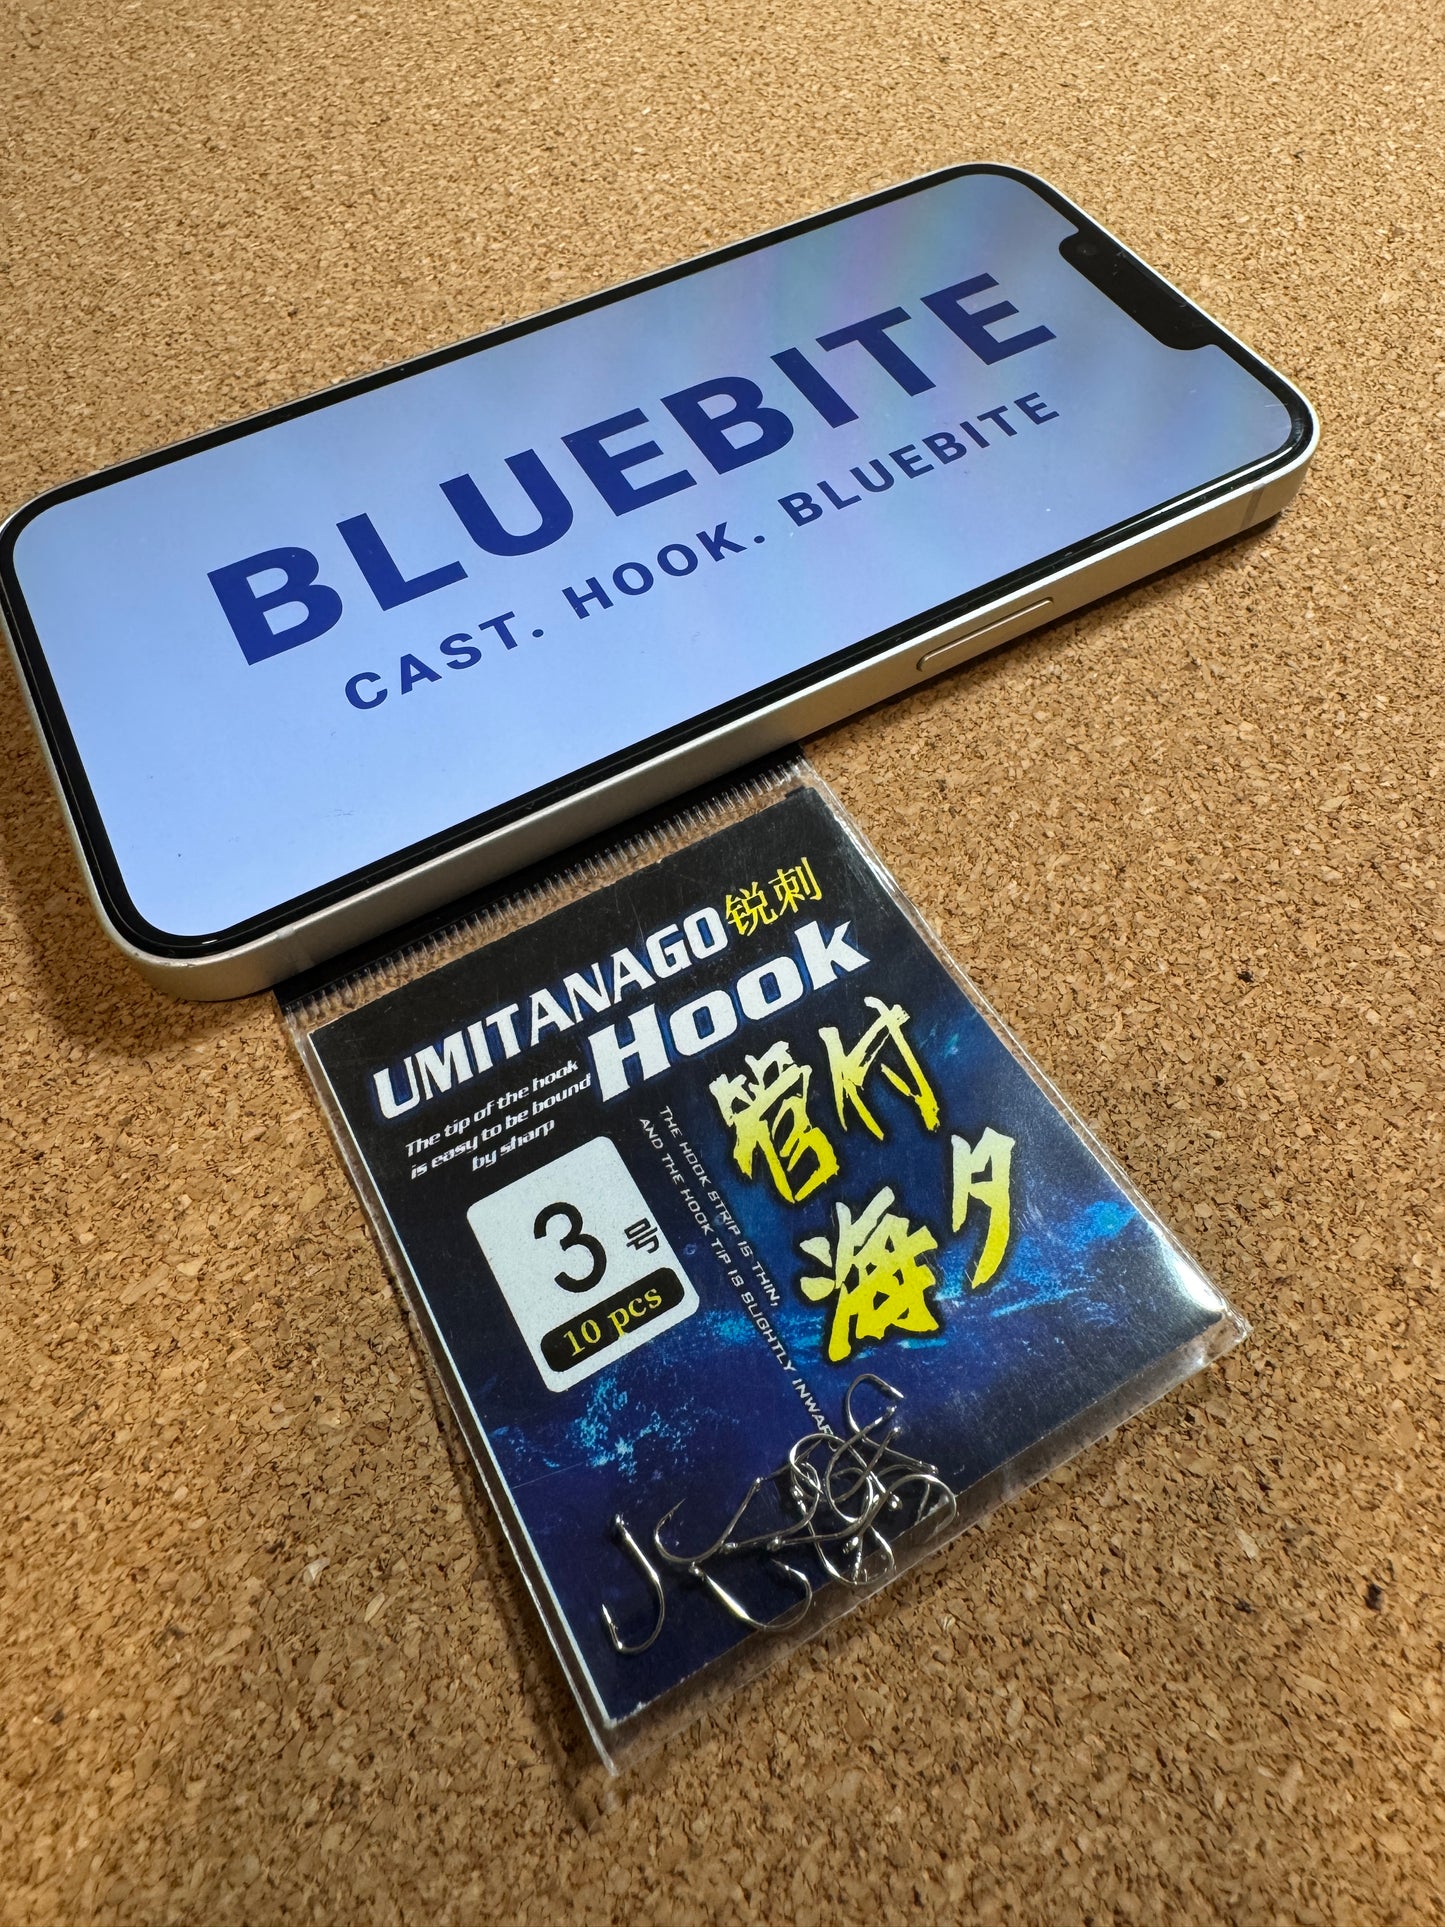 BLUEBITE
CAST. HOOK. BLUEBITE
UMITANAGO锐刺
Hook
The tip of the hook
is easy to be bound
by sharp
THE HOOK STRIP IS THIN,
AND THE HOOK TIP IS SLIGHTLY INWAR
管付
海夕
3号
10 pcs